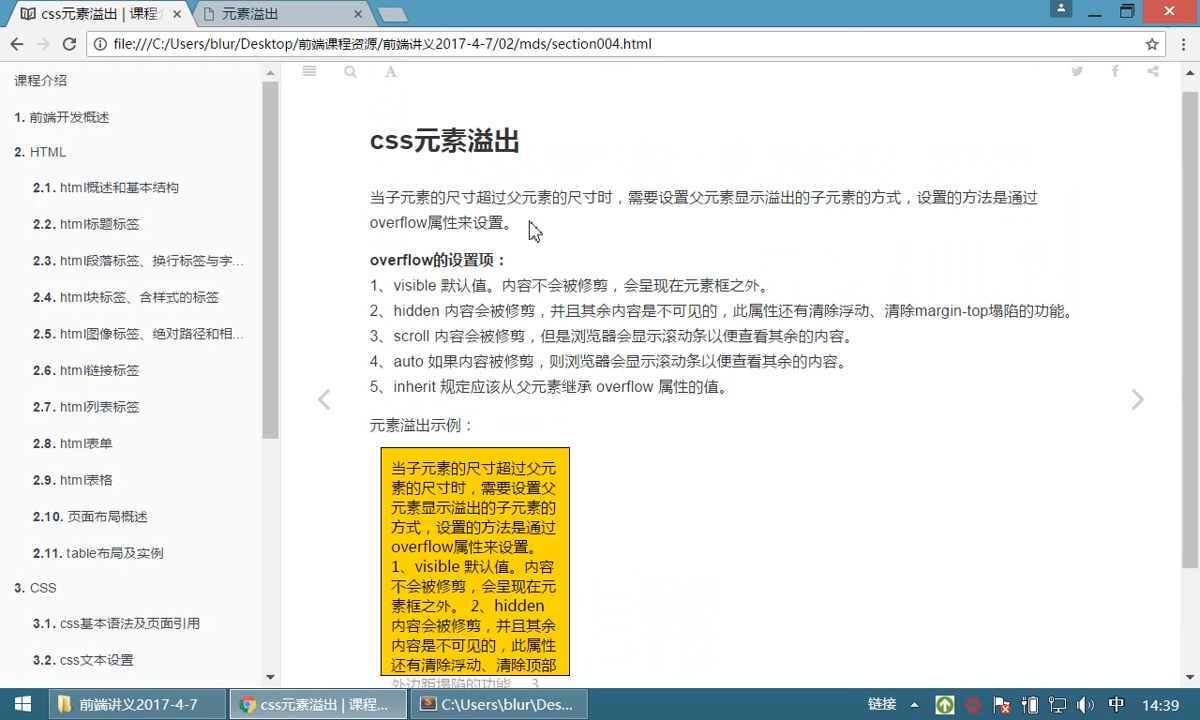 css元素溢出 | 课程
元素溢出
file:///C:/Users/blur/Desktop/前端课程资源/前端讲义2017-4-7/02/mds/section004.html
课程介绍
1. 前端开发概述
2. HTML
2.1. html概述和基本结构
2.2. html标题标签
2.3. html段落标签、换行标签与字...
2.4. html块标签、含样式的标签
2.5. html图像标签、绝对路径和相...
2.6. html链接标签
2.7. html列表标签
2.8. html表单
2.9. html表格
2.10. 页面布局概述
2.11. table布局及实例
3. CSS
3.1. css基本语法及页面引用
3.2. css文本设置
A
css元素溢出
当子元素的尺寸超过父元素的尺寸时，需要设置父元素显示溢出的子元素的方式，设置的方法是通过
overflow属性来设置。
overflow的设置项：
1、visible 默认值。内容不会被修剪，会呈现在元素框之外。
2、hidden 内容会被修剪，并且其余内容是不可见的，此属性还有清除浮动、清除margin-top塌陷的功能。
3、scroll 内容会被修剪，但是浏览器会显示滚动条以便查看其余的内容。
4、auto 如果内容被修剪，则浏览器会显示滚动条以便查看其余的内容。
5、inherit 规定应该从父元素继承 overflow 属性的值。
元素溢出示例：
当子元素的尺寸超过父元
素的尺寸时，需要设置父
元素显示溢出的子元素的
方式，设置的方法是通过
overflow属性来设置。
1、visible 默认值。内容
不会被修剪，会呈现在元
素框之外。 2、hidden
内容会被修剪，并且其余
内容是不可见的，此属性
还有清除浮动、清除顶部
外边距塌陷的功能。 3、
前端讲义2017-4-7
css元素溢出 | 课程...
C:\Users\blur\Des...
链接
中
14:39